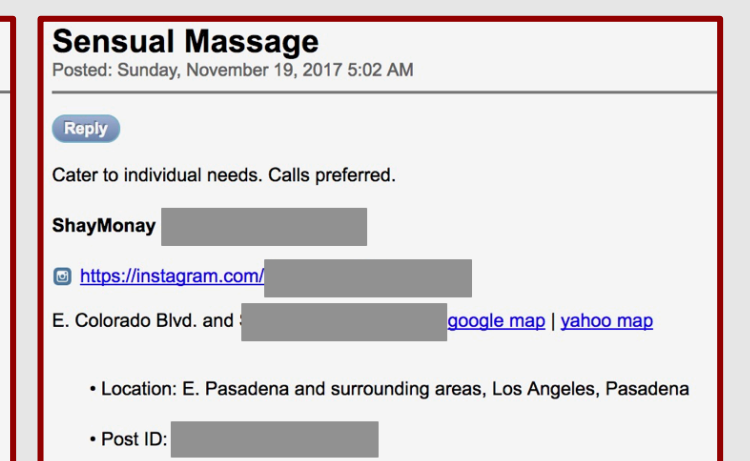 Sensual Massage
Posted: Sunday, November 19, 2017 5:02 AM
Reply
Cater to individual needs. Calls preferred.
ShayMonay
https://instagram.com/
E. Colorado Blvd. and google map | yahoo map
• Location: E. Pasadena and surrounding areas, Los Angeles, Pasadena
• Post ID: